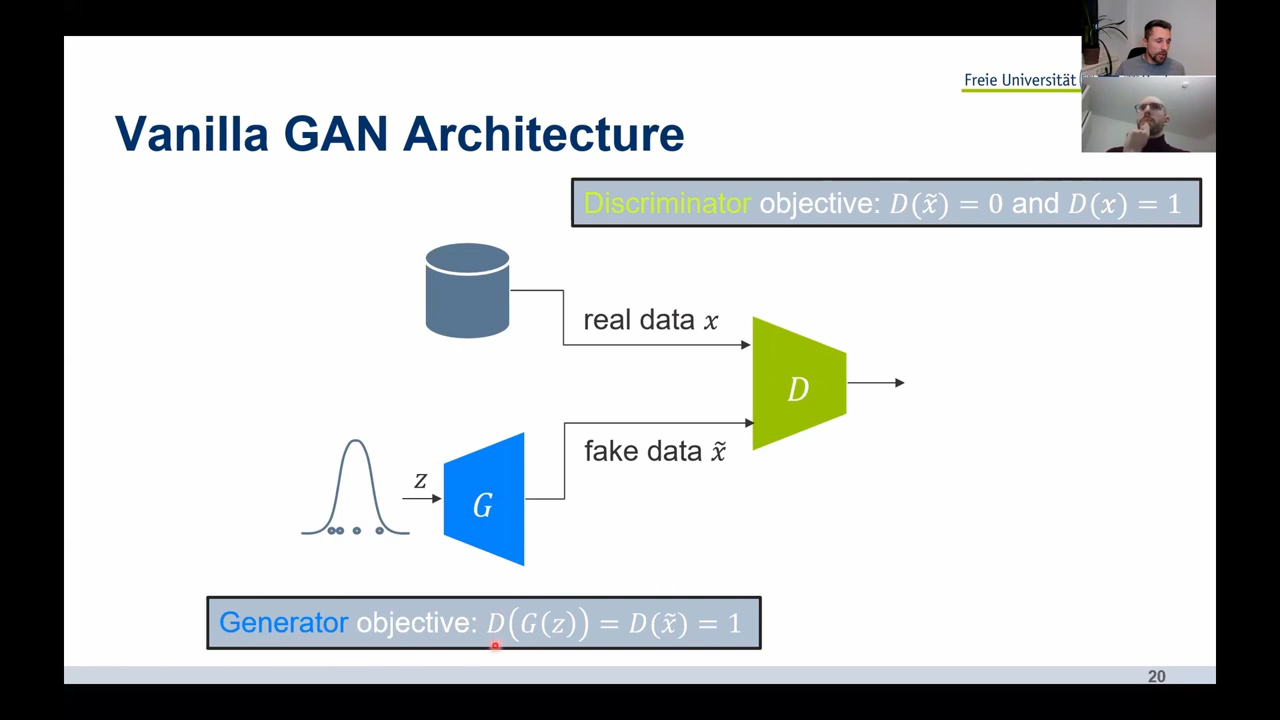 Freie Universität
Vanilla GAN Architecture
Discriminator objective: D(x̃) = 0 and D(x) = 1
real data x
D
fake data x̃
z
G
Generator objective: D(G(z)) = D(x̃) = 1
20